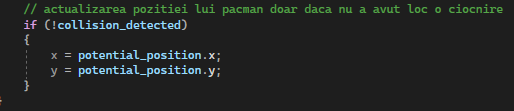 // actualizarea pozitiei lui pacman doar daca nu a avut loc o ciocnire
if (!collision_detected)
{
x = potential_position.x;
y = potential_position.y;
}
}